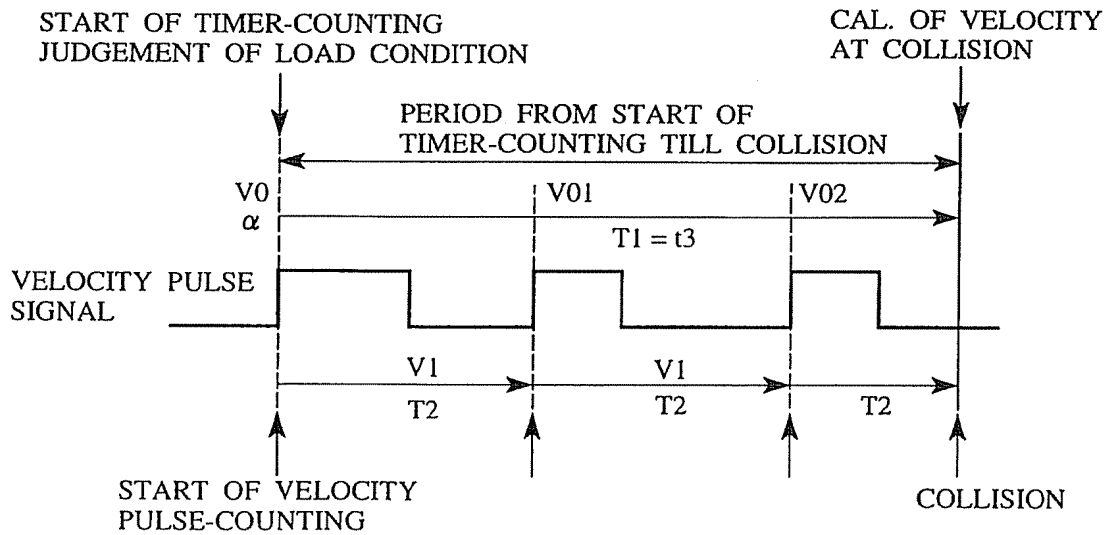 START OF TIMER-COUNTING
JUDGEMENT OF LOAD CONDITION
CAL. OF VELOCITY
AT COLLISION
PERIOD FROM START OF
TIMER-COUNTING TILL COLLISION
V0
V01
V02
α
T1 = t3
VELOCITY PULSE
SIGNAL
V1
V1
T2
T2
T2
START OF VELOCITY
PULSE-COUNTING
COLLISION